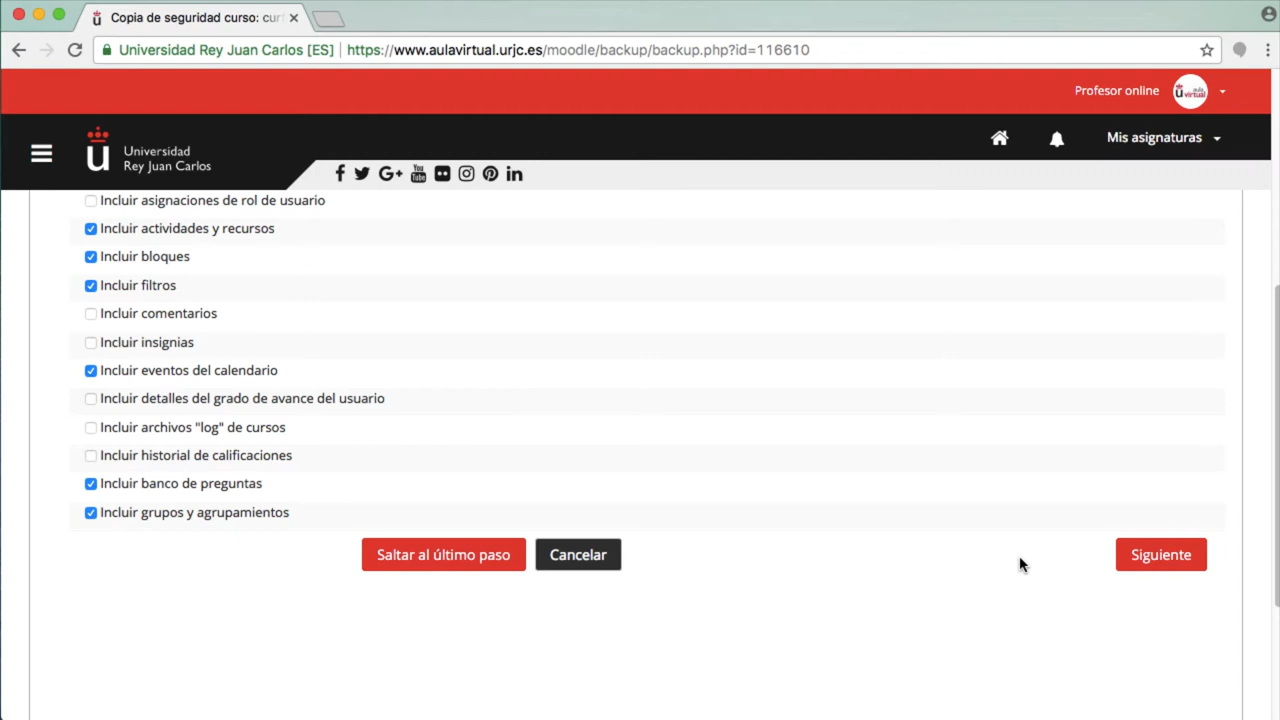 Copia de seguridad curso: cur
Universidad Rey Juan Carlos [ES] | https://www.aulavirtual.urjc.es/moodle/backup/backup.php?id=116610
Profesor online
aula
virtual
Universidad
Rey Juan Carlos
Mis asignaturas
Incluir asignaciones de rol de usuario
Incluir actividades y recursos
Incluir bloques
Incluir filtros
Incluir comentarios
Incluir insignias
Incluir eventos del calendario
Incluir detalles del grado de avance del usuario
Incluir archivos "log" de cursos
Incluir historial de calificaciones
Incluir banco de preguntas
Incluir grupos y agrupamientos
Saltar al último paso
Cancelar
Siguiente